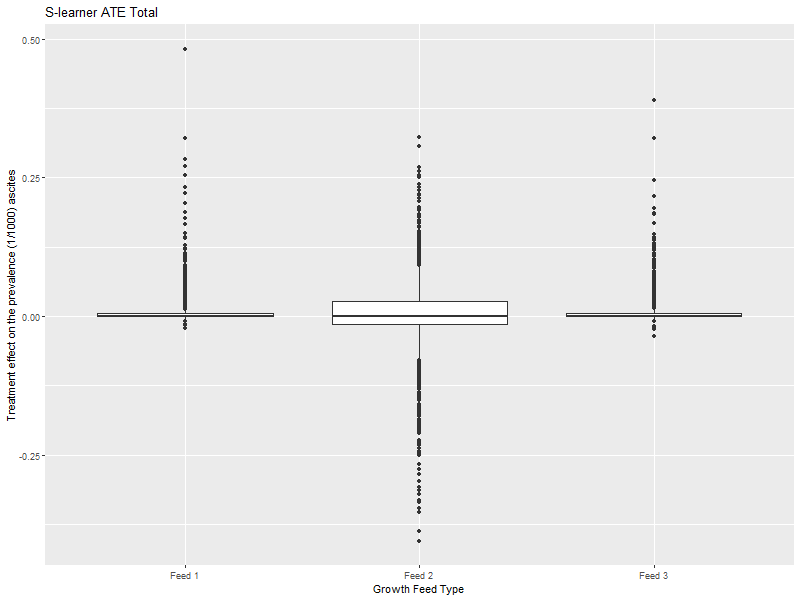 S-learner ATE Total
Treatment effect on the prevalence (1/1000) ascites
0.50
0.25
0.00
-0.25
Feed 1
Feed 2
Feed 3
Growth Feed Type